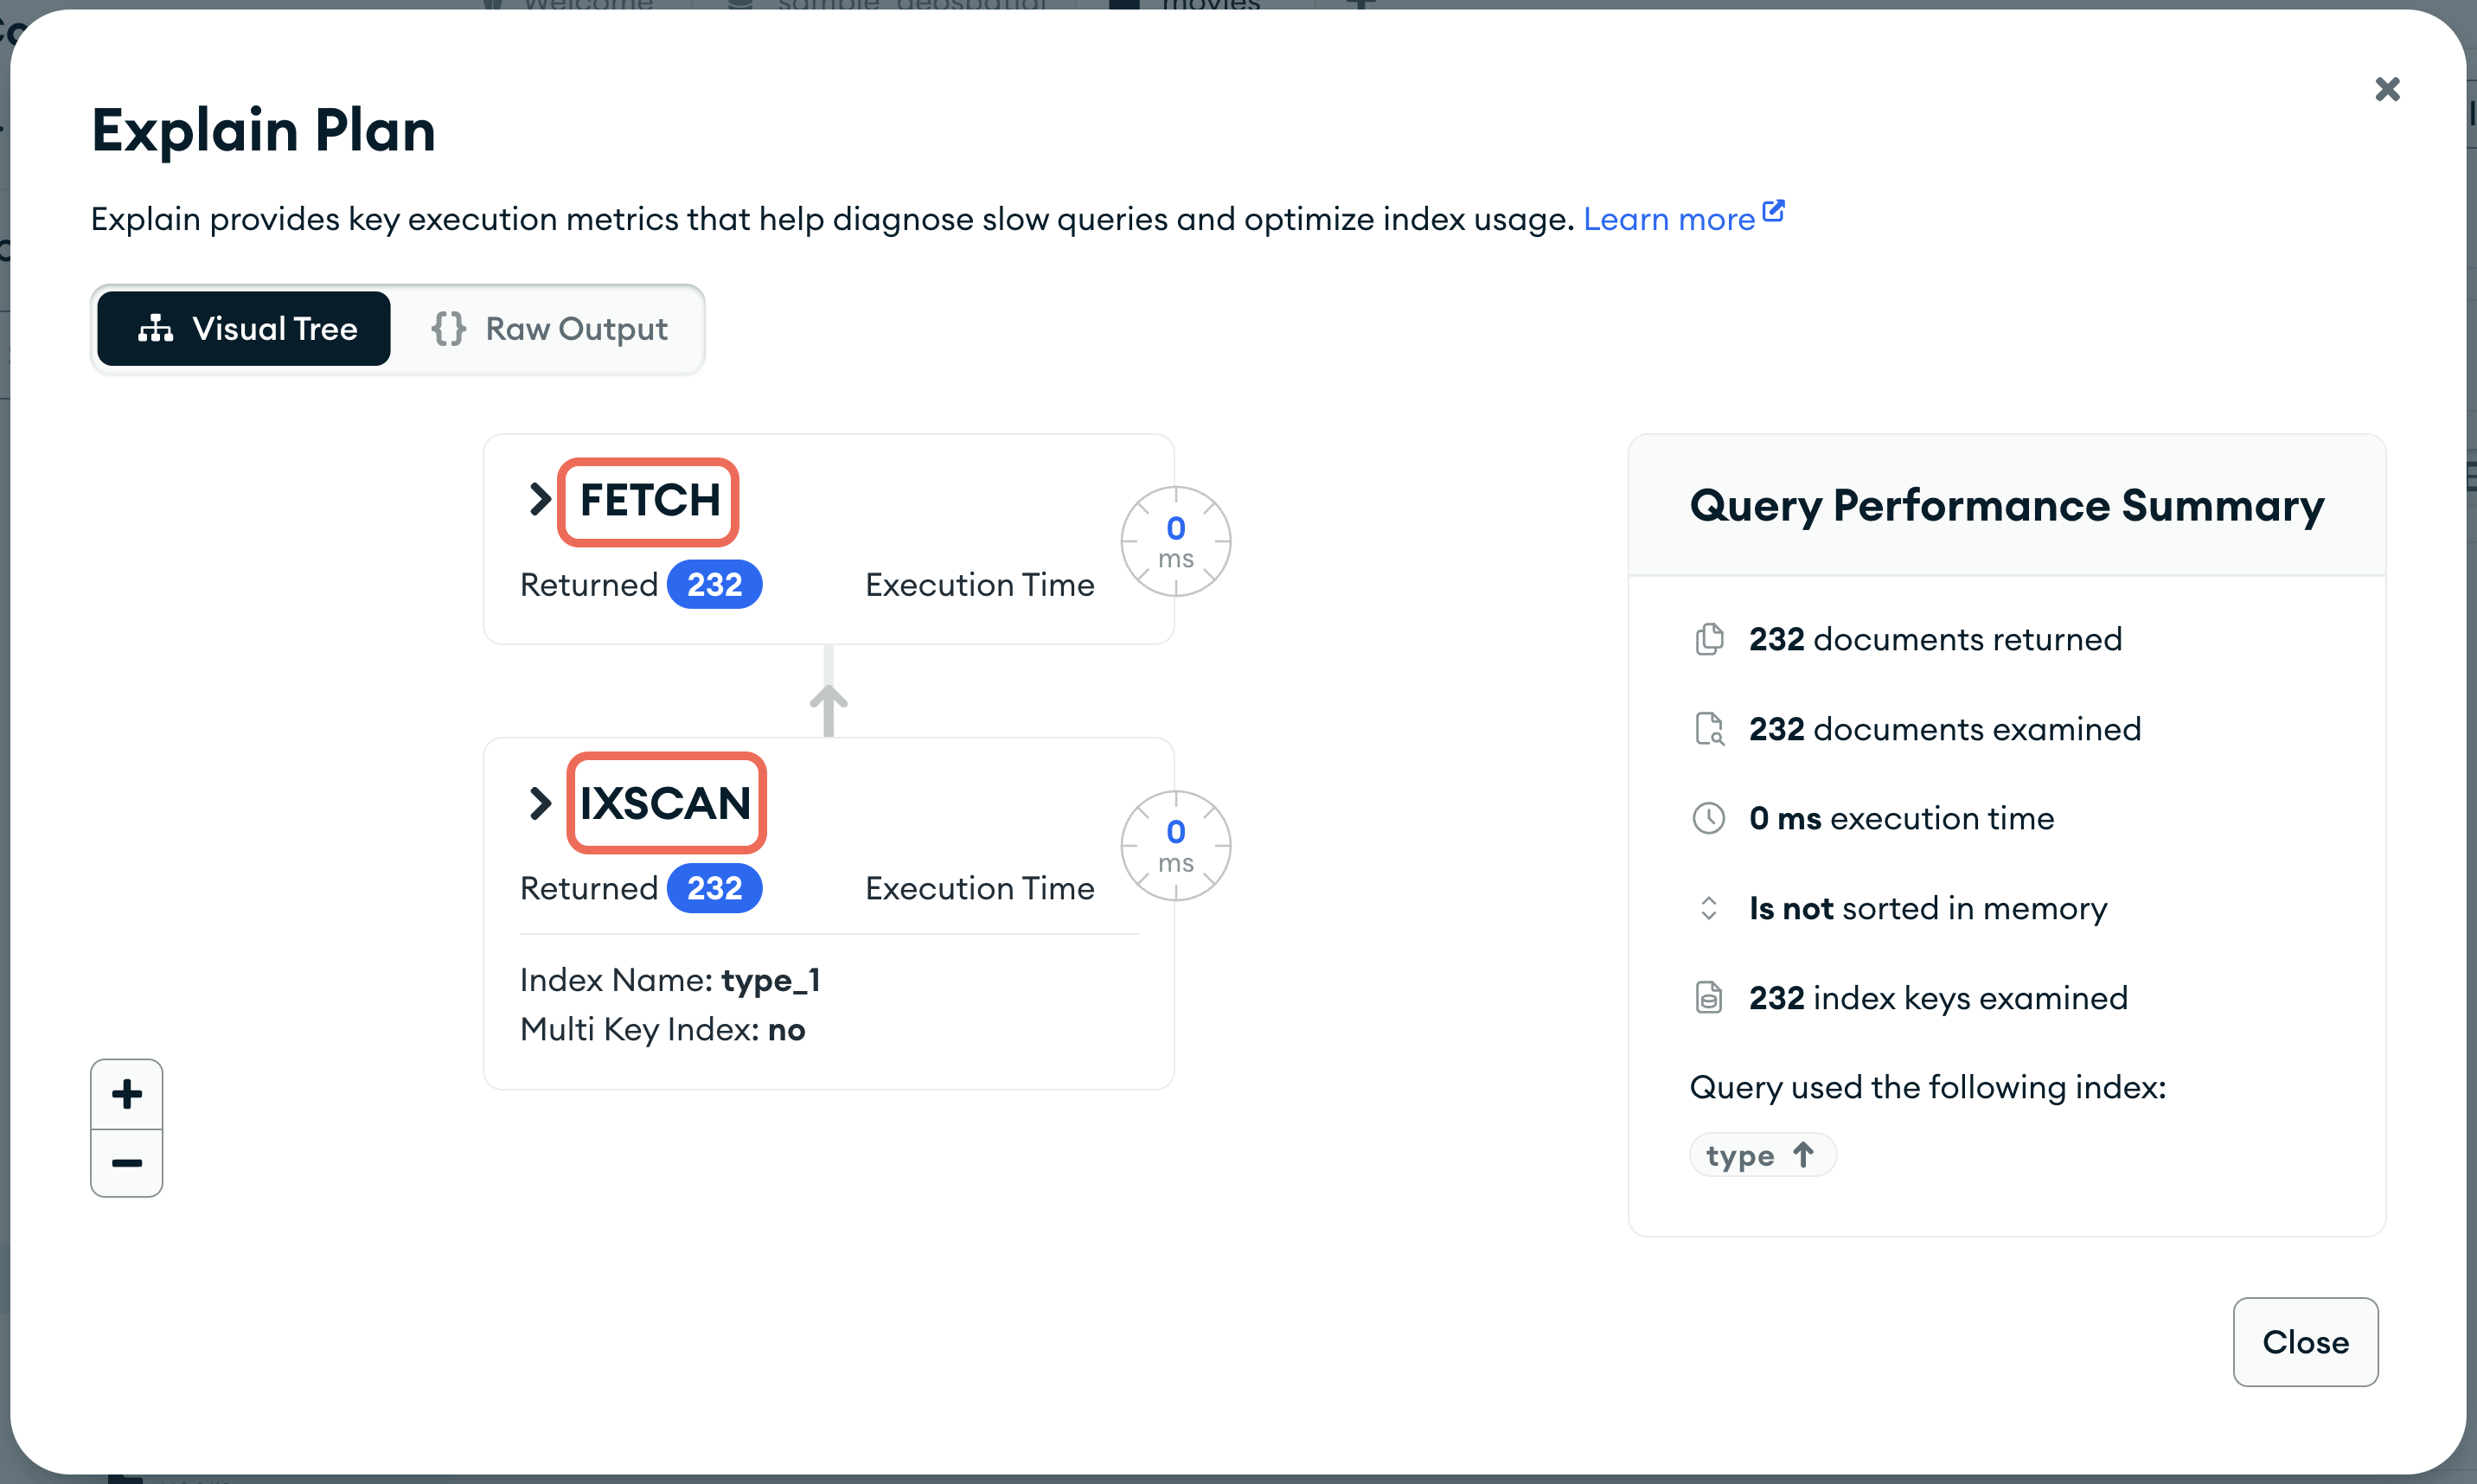 Welcome sample_geospatial movies
Explain Plan
Explain provides key execution metrics that help diagnose slow queries and optimize index usage. Learn more
Visual Tree {} Raw Output
FETCH
0 ms
Returned 232 Execution Time
IXSCAN
0 ms
Returned 232 Execution Time
Index Name: type_1
Multi Key Index: no
Query Performance Summary
232 documents returned
232 documents examined
0 ms execution time
Is not sorted in memory
232 index keys examined
Query used the following index:
type ↑
Close